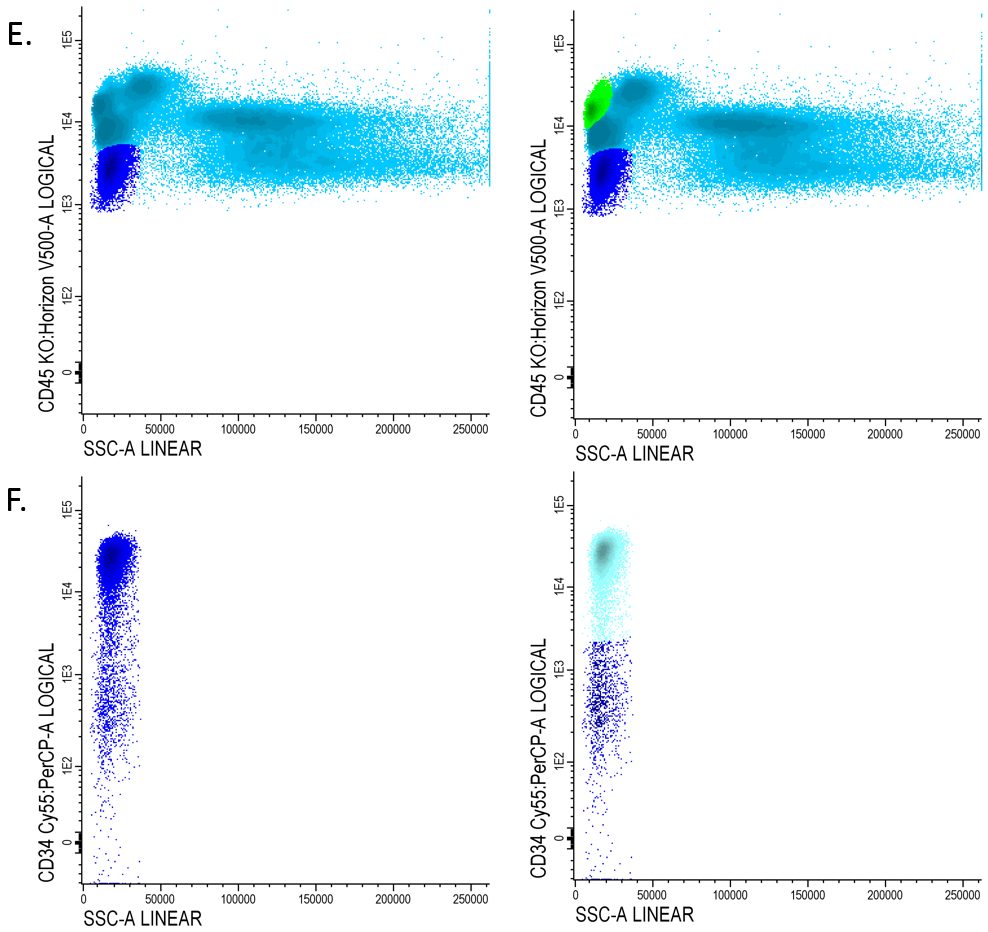 E.
1E5
1E4
1E3
1E2
0
CD45 KO:Horizon V500-A LOGICAL
0 50000 100000 150000 200000 250000
SSC-A LINEAR
1E5
1E4
1E3
1E2
0
CD45 KO:Horizon V500-A LOGICAL
0 50000 100000 150000 200000 250000
SSC-A LINEAR
F.
1E5
1E4
1E3
1E2
0
CD34 Cy55:PerCP-A LOGICAL
0 50000 100000 150000 200000 250000
SSC-A LINEAR
1E5
1E4
1E3
1E2
0
CD34 Cy55:PerCP-A LOGICAL
0 50000 100000 150000 200000 250000
SSC-A LINEAR